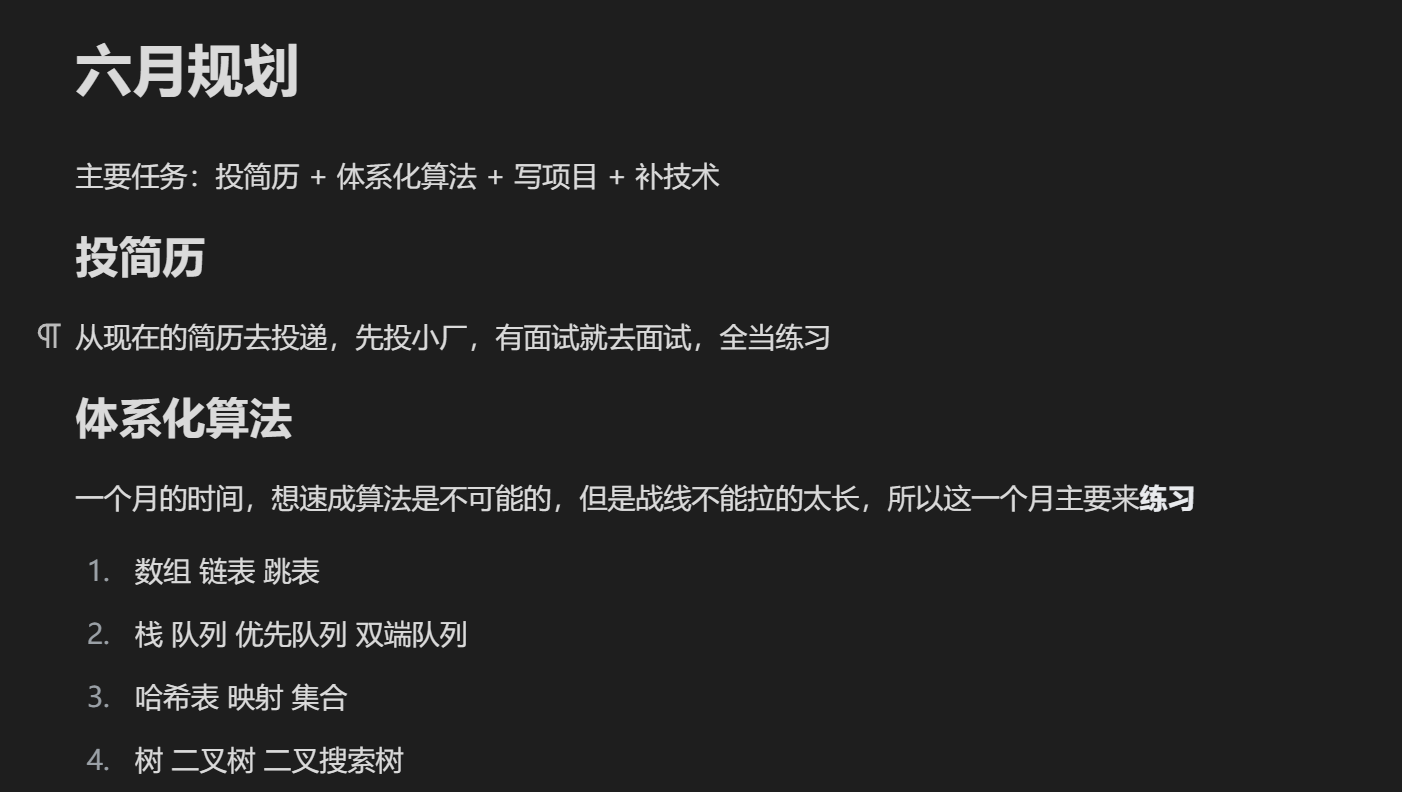 六月规划
主要任务：投简历 + 体系化算法 + 写项目 + 补技术
投简历
¶ 从现在的简历去投递，先投小厂，有面试就去面试，全当练习
体系化算法
一个月的时间，想速成算法是不可能的，但是战线不能拉的太长，所以这一个月主要来练习
1. 数组 链表 跳表
2. 栈 队列 优先队列 双端队列
3. 哈希表 映射 集合
4. 树 二叉树 二叉搜索树